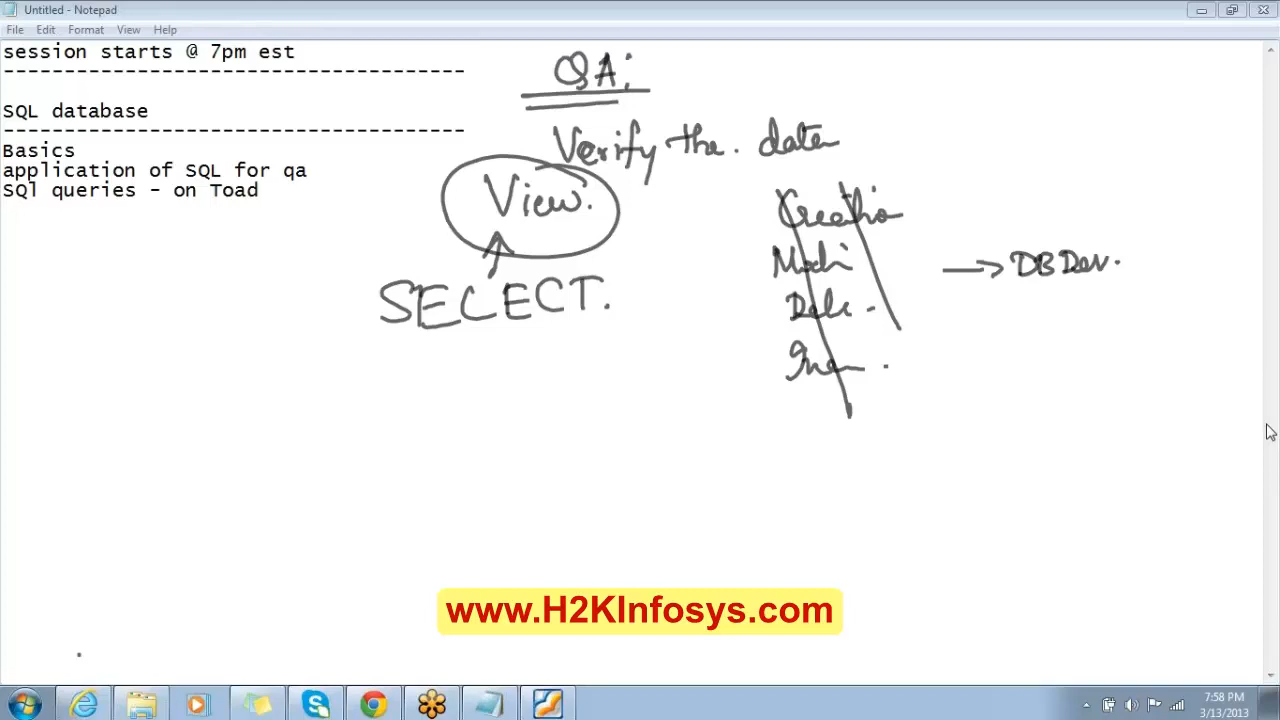 Untitled - Notepad
File Edit Format View Help
session starts @ 7pm est
------------------------------------
SQL database
------------------------------------
Basics
application of SQL for qa
SQl queries - on Toad
QA:
Verify the. data
View.
SELECT.
Creatio
Modi
Dele.
→ DB Dev.
www.H2KInfosys.com
7:58 PM
3/13/2013